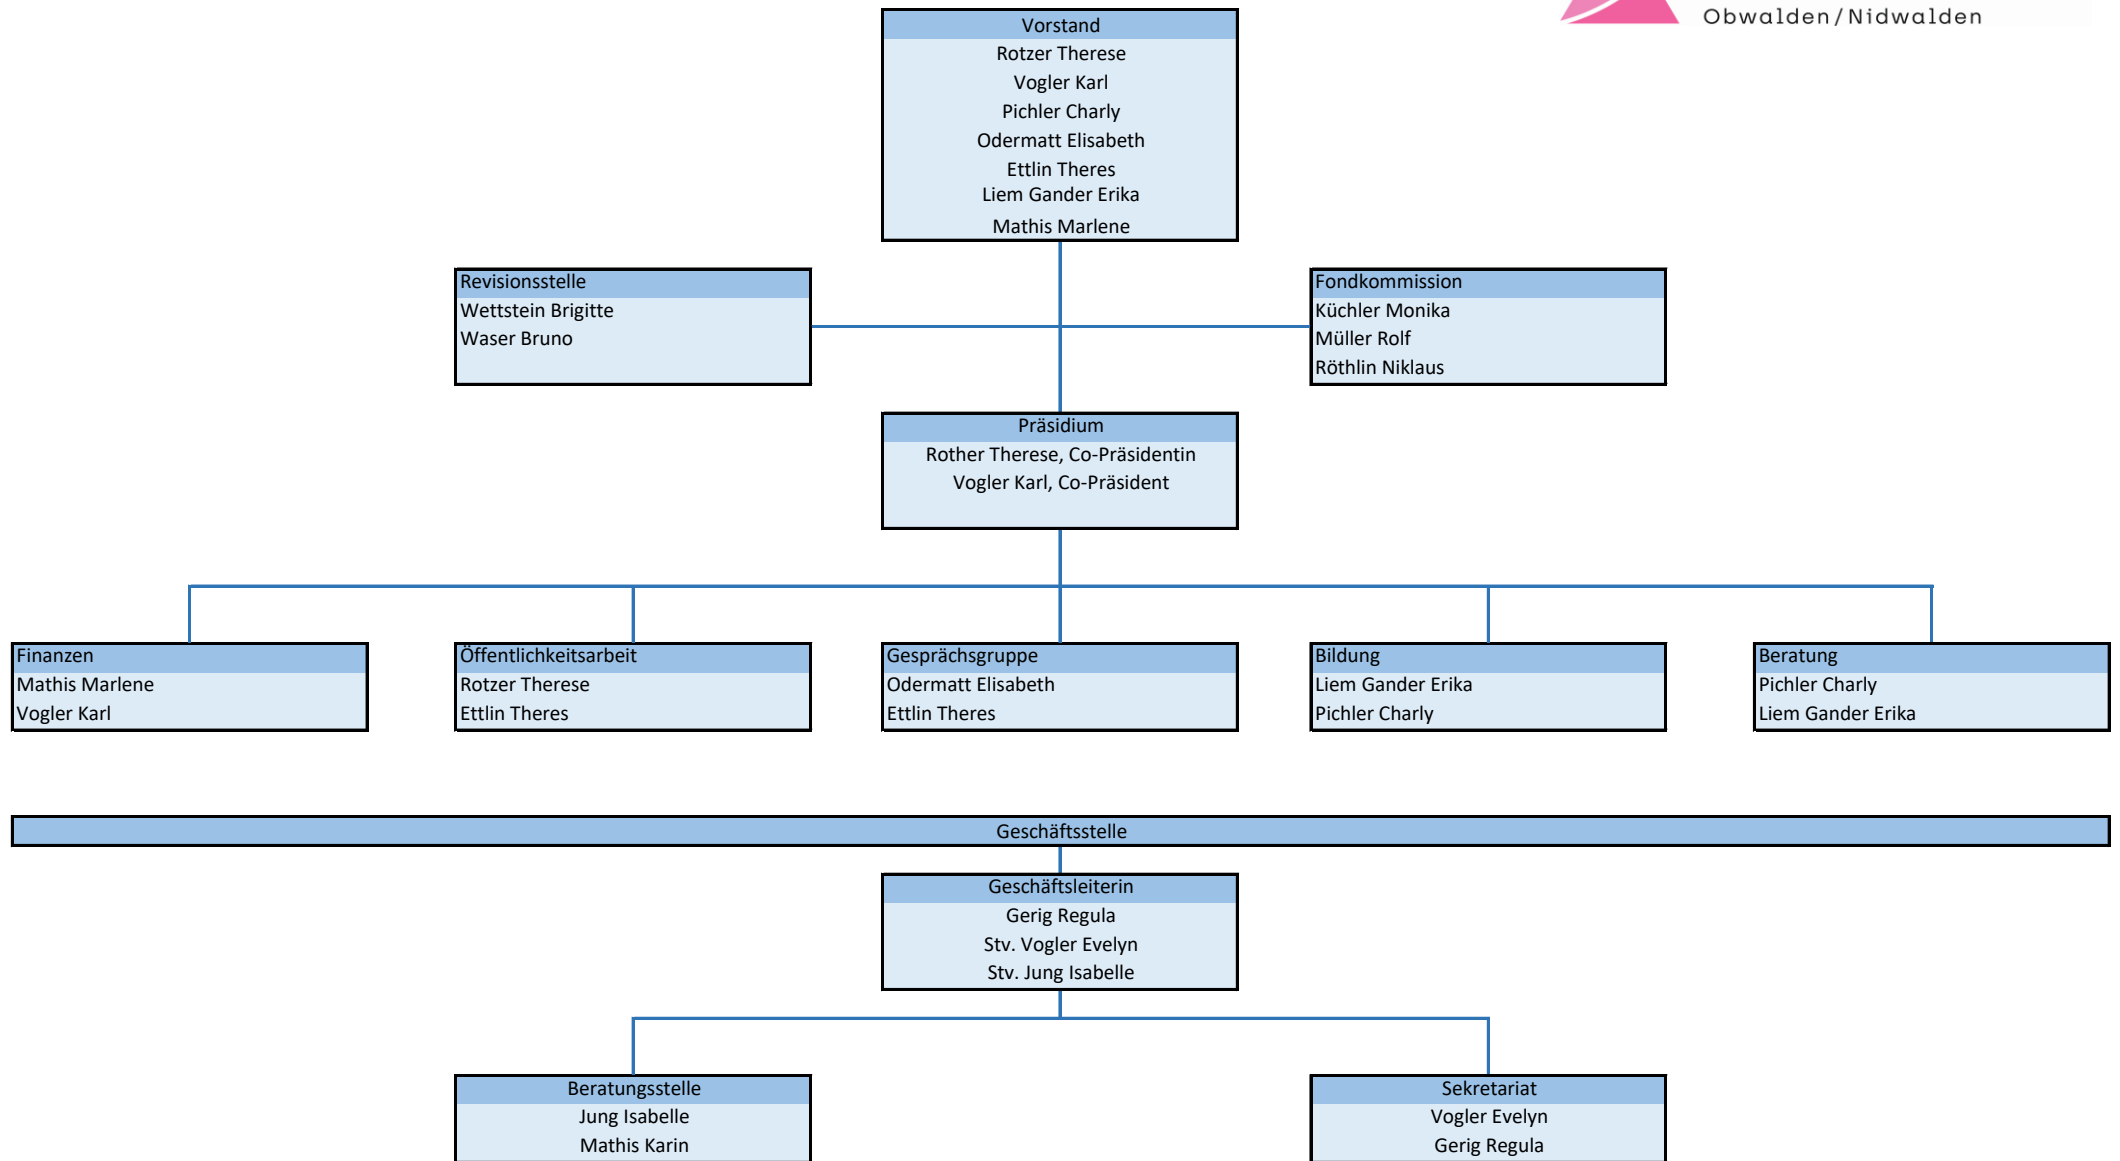 Obwalden/Nidwalden
Vorstand
Rotzer Therese
Vogler Karl
Pichler Charly
Odermatt Elisabeth
Ettlin Theres
Liem Gander Erika
Mathis Marlene
Revisionsstelle
Wettstein Brigitte
Waser Bruno
Fondkommission
Küchler Monika
Müller Rolf
Röthlin Niklaus
Präsidium
Rother Therese, Co-Präsidentin
Vogler Karl, Co-Präsident
Finanzen
Mathis Marlene
Vogler Karl
Öffentlichkeitsarbeit
Rotzer Therese
Ettlin Theres
Gesprächsgruppe
Odermatt Elisabeth
Ettlin Theres
Bildung
Liem Gander Erika
Pichler Charly
Beratung
Pichler Charly
Liem Gander Erika
Geschäftsstelle
Geschäftsleiterin
Gerig Regula
Stv. Vogler Evelyn
Stv. Jung Isabelle
Beratungsstelle
Jung Isabelle
Mathis Karin
Sekretariat
Vogler Evelyn
Gerig Regula